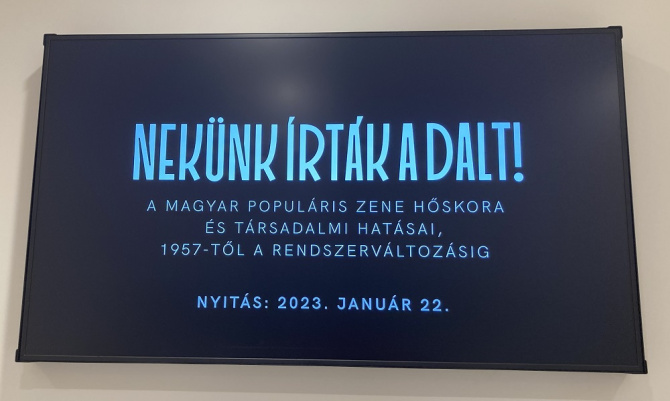 NEKÜNK ÍRTÁK A DALT!
A MAGYAR POPULÁRIS ZENE HŐSKORA
ÉS TÁRSADALMI HATÁSAI,
1957-TŐL A RENDSZERVÁLTOZÁSIG
NYITÁS: 2023. JANUÁR 22.